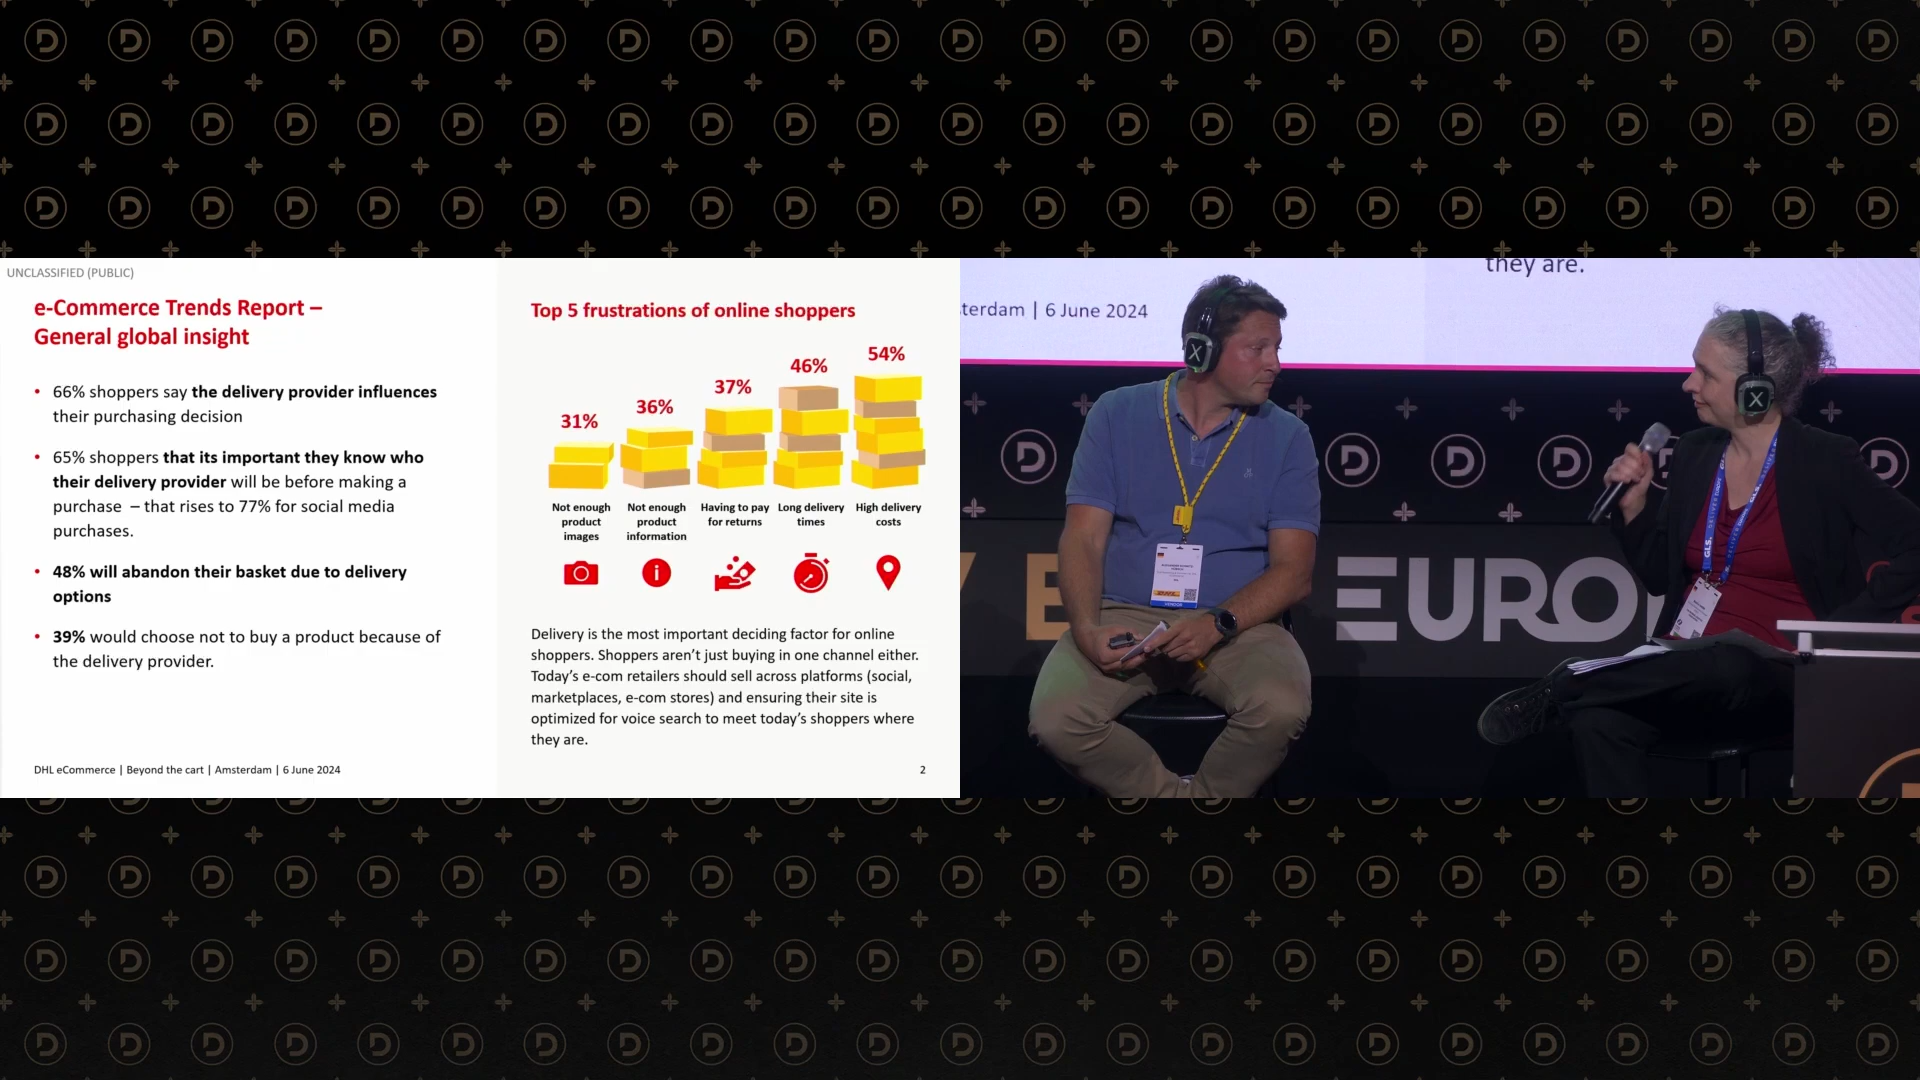 UNCLASSIFIED (PUBLIC)
e-Commerce Trends Report –
General global insight
• 66% shoppers say the delivery provider influences
their purchasing decision
• 65% shoppers that its important they know who
their delivery provider will be before making a
purchase – that rises to 77% for social media
purchases.
• 48% will abandon their basket due to delivery
options
• 39% would choose not to buy a product because of
the delivery provider.
DHL eCommerce | Beyond the cart | Amsterdam | 6 June 2024
Top 5 frustrations of online shoppers
31%
36%
37%
46%
54%
Not enough
product
images
Not enough
product
information
Having to pay
for returns
Long delivery
times
High delivery
costs
Delivery is the most important deciding factor for online
shoppers. Shoppers aren’t just buying in one channel either.
Today’s e-com retailers should sell across platforms (social,
marketplaces, e-com stores) and ensuring their site is
optimized for voice search to meet today’s shoppers where
they are.
2
they are.
sterdam | 6 June 2024
EURO
GLS.
VENDOR